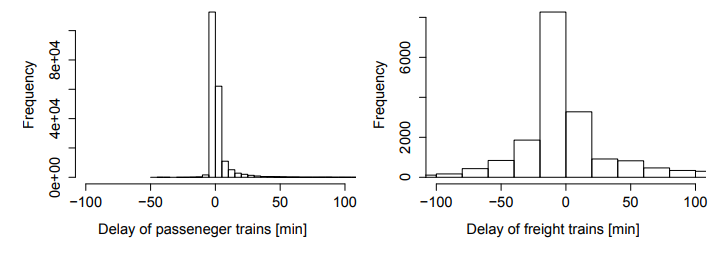 Frequency
0e+00 4e+04 8e+04
−100 −50 0 50 100
Delay of passeneger trains [min]
Frequency
0 2000 6000
−100 −50 0 50 100
Delay of freight trains [min]